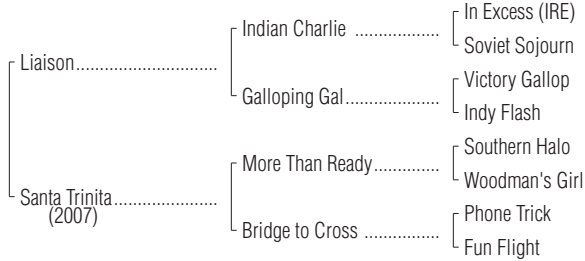 In Excess (IRE)
Indian Charlie ..................
Soviet Sojourn
Liaison..............................
Victory Gallop
Galloping Gal....................
Indy Flash
Southern Halo
More Than Ready..............
Woodman's Girl
Santa Trinita......................
(2007)
Phone Trick
Bridge to Cross ................
Fun Flight